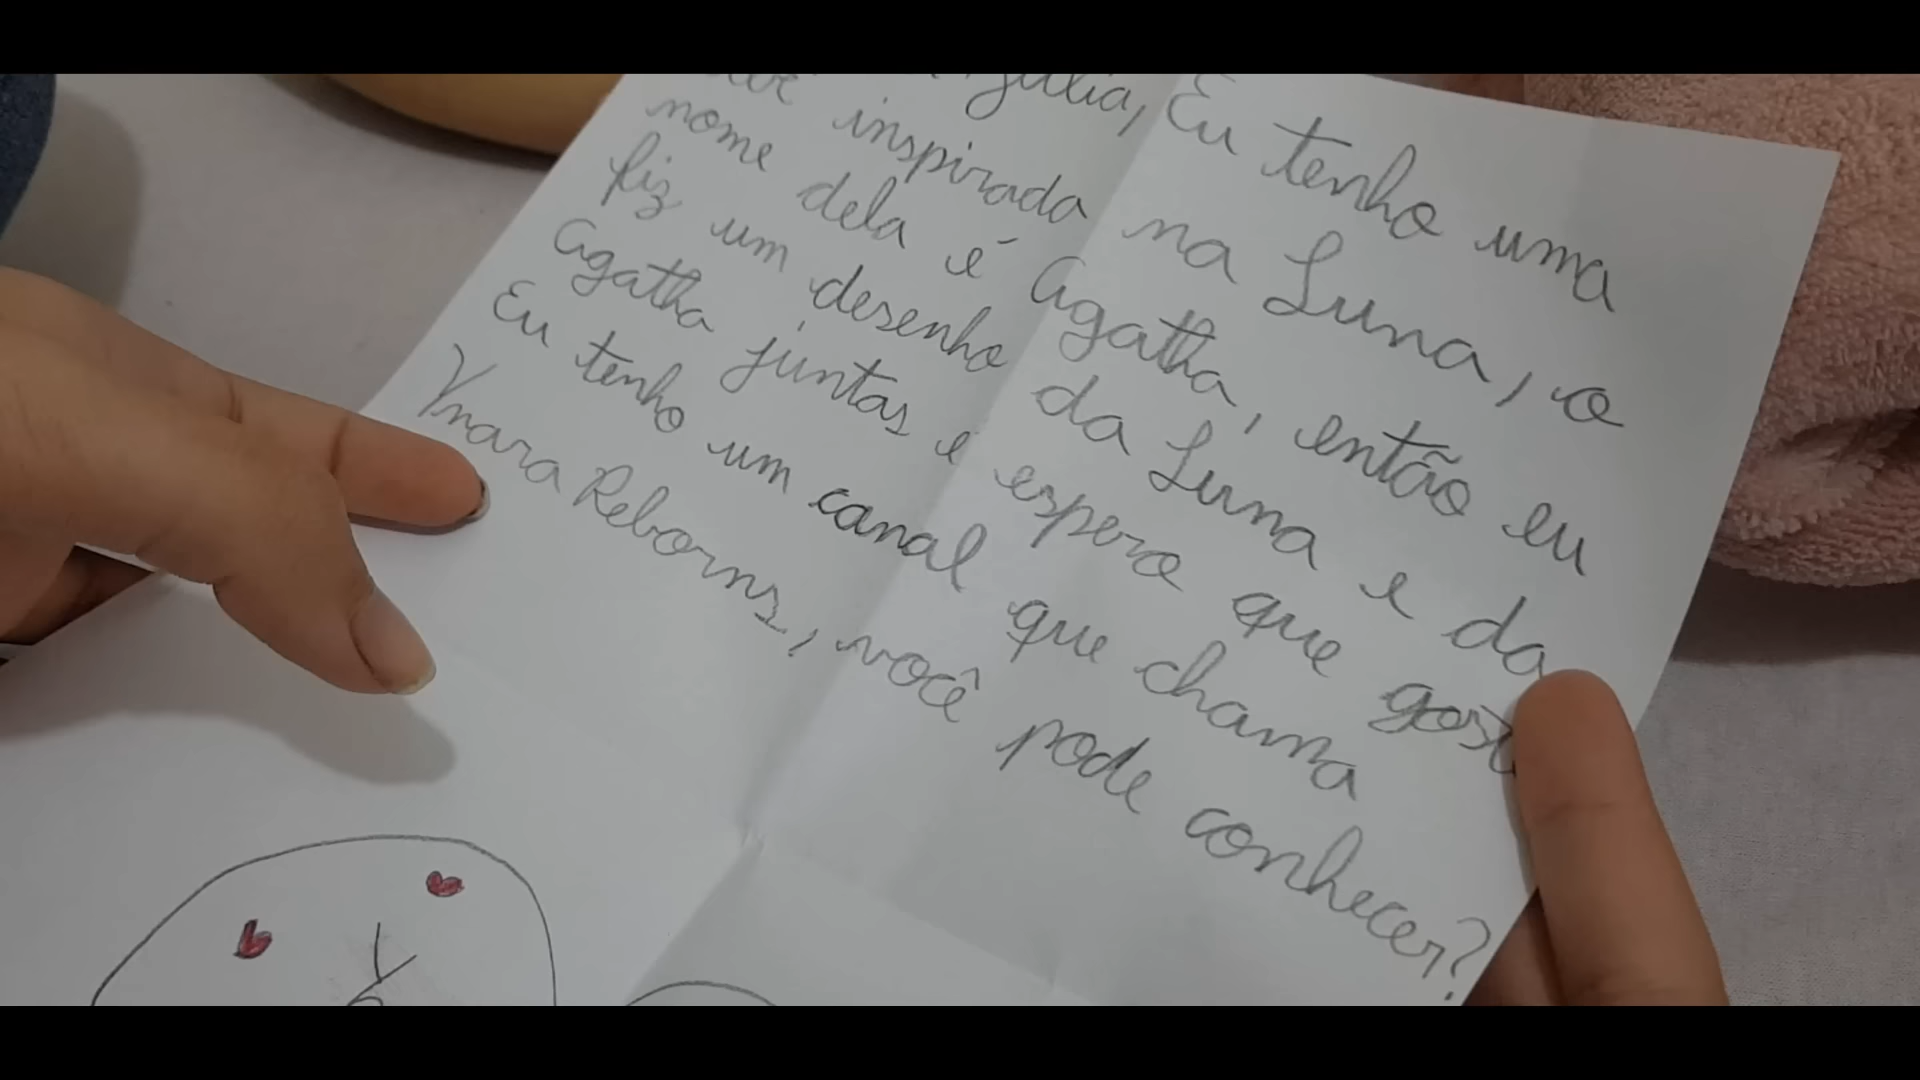 Julia, Eu tenho uma
inspirada na Luna, o
nome dela é Agatha, então eu
fiz um desenho da Luna e da
Agatha juntas e espero que
Eu tenho um canal que chama
Ynara Reborns, você pode conhecer?